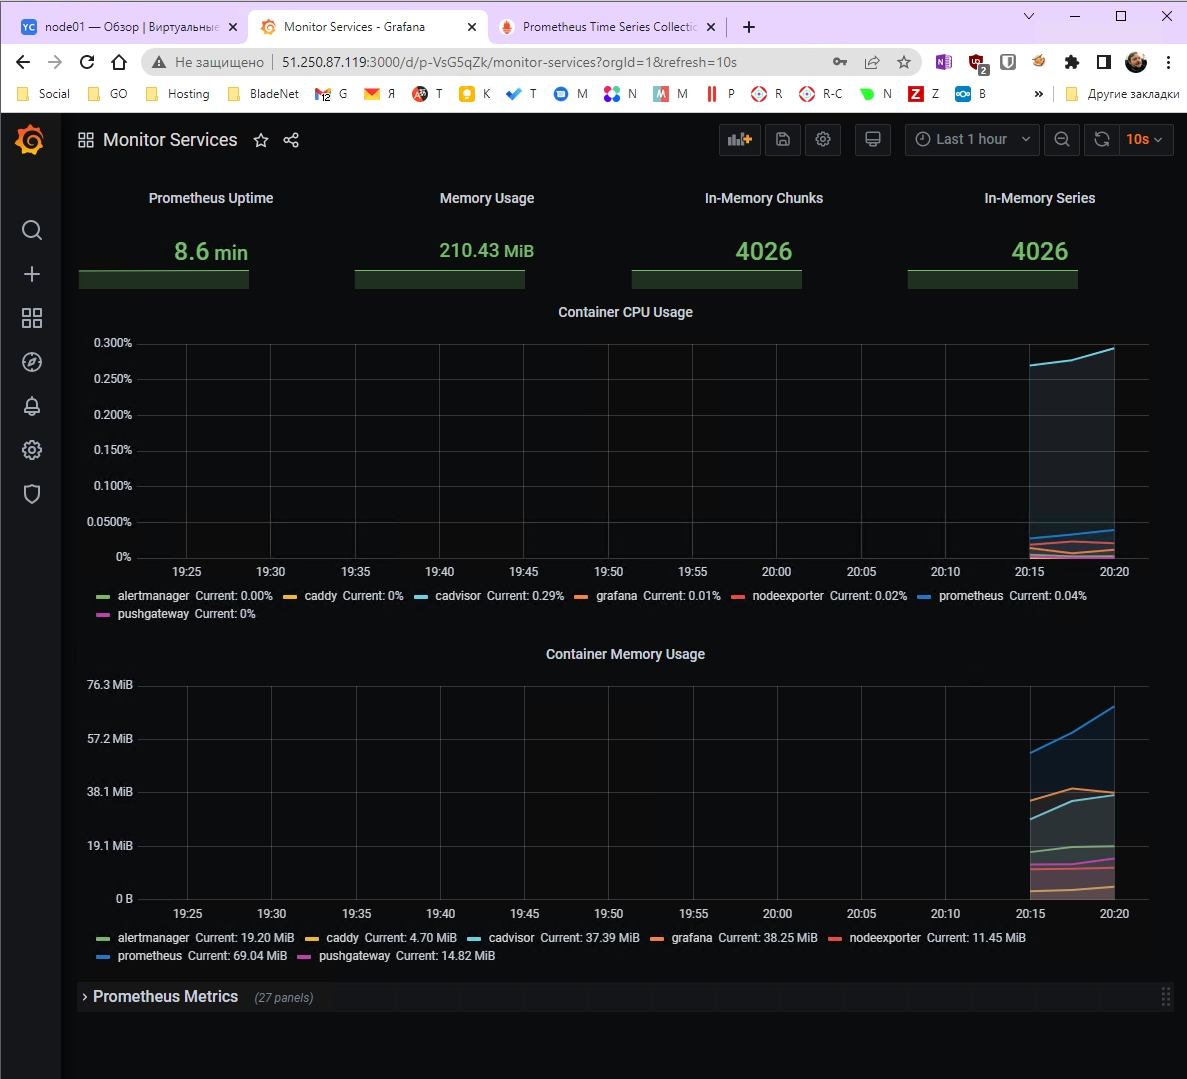 YC node01 — Обзор | Виртуальные
Monitor Services - Grafana
Prometheus Time Series Collectio
Не защищено 51.250.87.119:3000/d/p-VsG5qZk/monitor-services?orgId=1&refresh=10s
2
Social GO Hosting BladeNet 12 G Я T K T M N M P R R-C N Z Z B » Другие закладки
Monitor Services
Last 1 hour
10s
Prometheus Uptime Memory Usage In-Memory Chunks In-Memory Series
8.6 min 210.43 MiB 4026 4026
Container CPU Usage
0.300%
0.250%
0.200%
0.150%
0.100%
0.0500%
0%
19:25 19:30 19:35 19:40 19:45 19:50 19:55 20:00 20:05 20:10 20:15 20:20
alertmanager Current: 0.00% caddy Current: 0% cadvisor Current: 0.29% grafana Current: 0.01% nodeexporter Current: 0.02% prometheus Current: 0.04%
pushgateway Current: 0%
Container Memory Usage
76.3 MiB
57.2 MiB
38.1 MiB
19.1 MiB
0 B
19:25 19:30 19:35 19:40 19:45 19:50 19:55 20:00 20:05 20:10 20:15 20:20
alertmanager Current: 19.20 MiB caddy Current: 4.70 MiB cadvisor Current: 37.39 MiB grafana Current: 38.25 MiB nodeexporter Current: 11.45 MiB
prometheus Current: 69.04 MiB pushgateway Current: 14.82 MiB
Prometheus Metrics (27 panels)